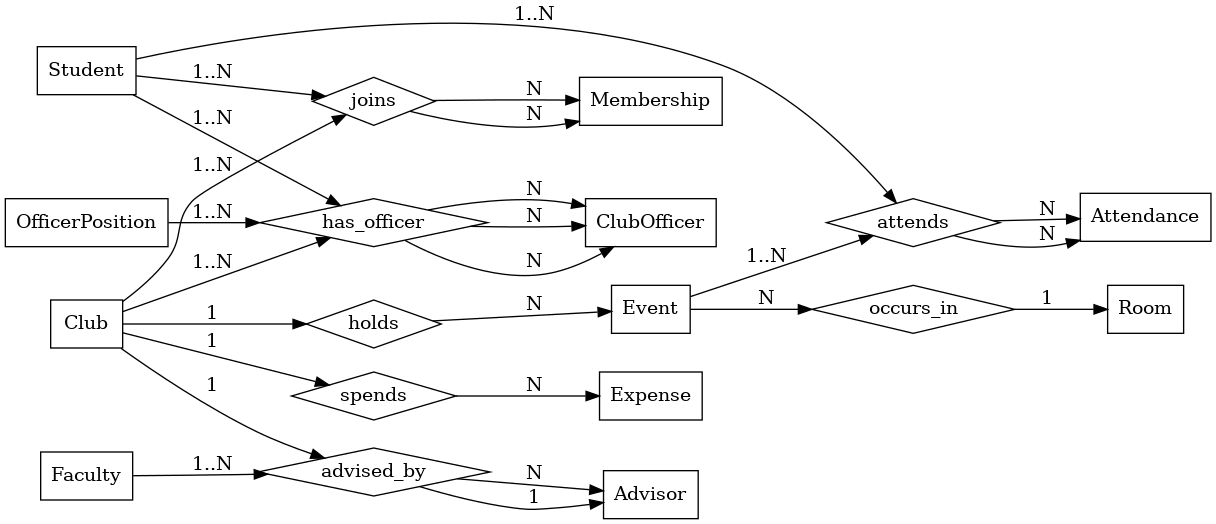 1..N
Student
1..N
joins
N
Membership
N
1..N
1..N
OfficerPosition
1..N
has_officer
N
N
ClubOfficer
N
1..N
attends
N
Attendance
N
1..N
Club
1
holds
N
Event
N
occurs_in
1
Room
1
spends
N
Expense
1
Faculty
1..N
advised_by
N
1
Advisor